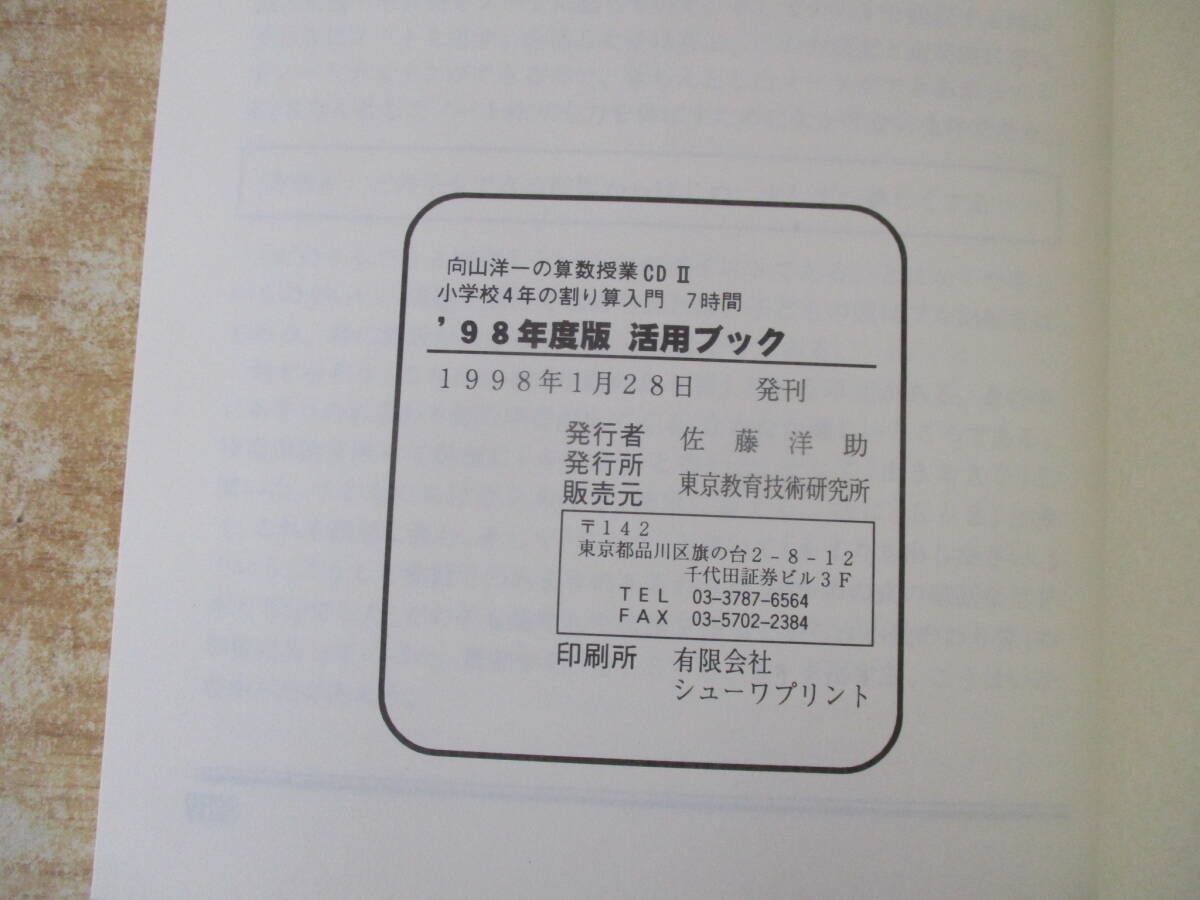 向山洋一の算数授業CD Ⅱ
小学校4年の割り算入門　7時間
’98年度版 活用ブック
1998年1月28日　発刊
発行者　佐藤洋助
発行所
販売元　東京教育技術研究所
〒142
東京都品川区旗の台2-8-12
千代田証券ビル3F
TEL 03-3787-6564
FAX 03-5702-2384
印刷所　有限会社
シューワプリント